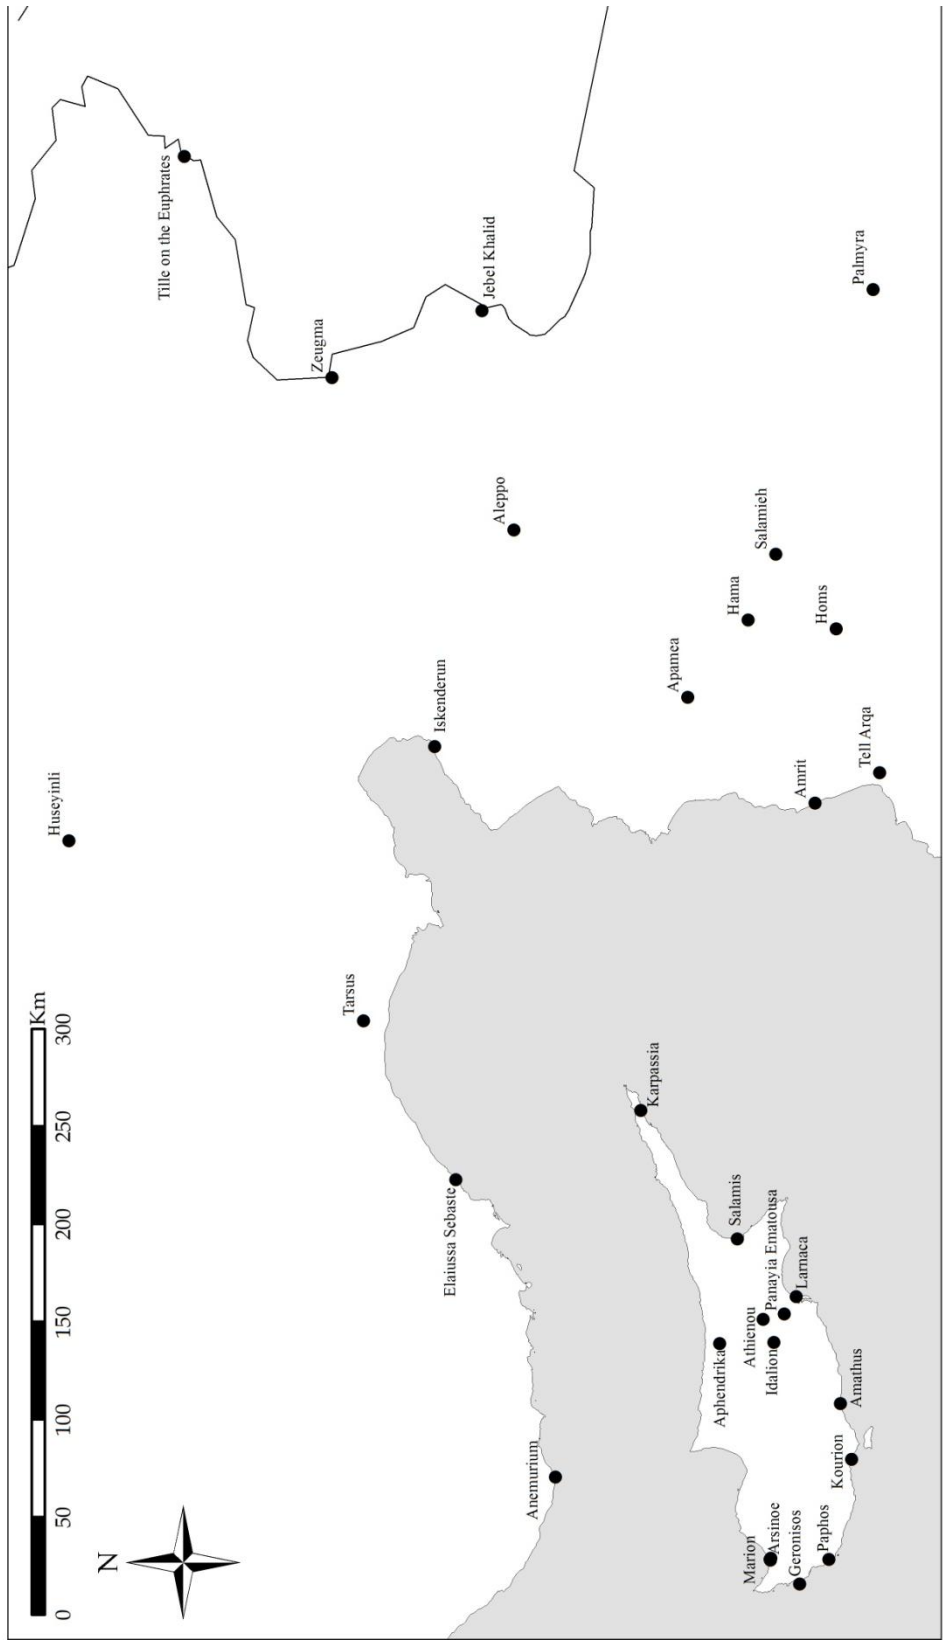 Km
0 50 100 150 200 250 300
Huseyinli
N
Tille on the Euphrates
Zeugma
Tarsus
Iskenderun
Elaiussa Sebaste
Jebel Khalid
Aleppo
Anemurium
Karpassia
Apamea
Aphendrika
Hama
Salamis
Marion
Athienou
Salamieh
Panayia Ematousa
Idalion
Arsinoe
Geronisos
Amrit
Larnaca
Homs
Paphos
Kourion
Amathus
Palmyra
Tell Arqa